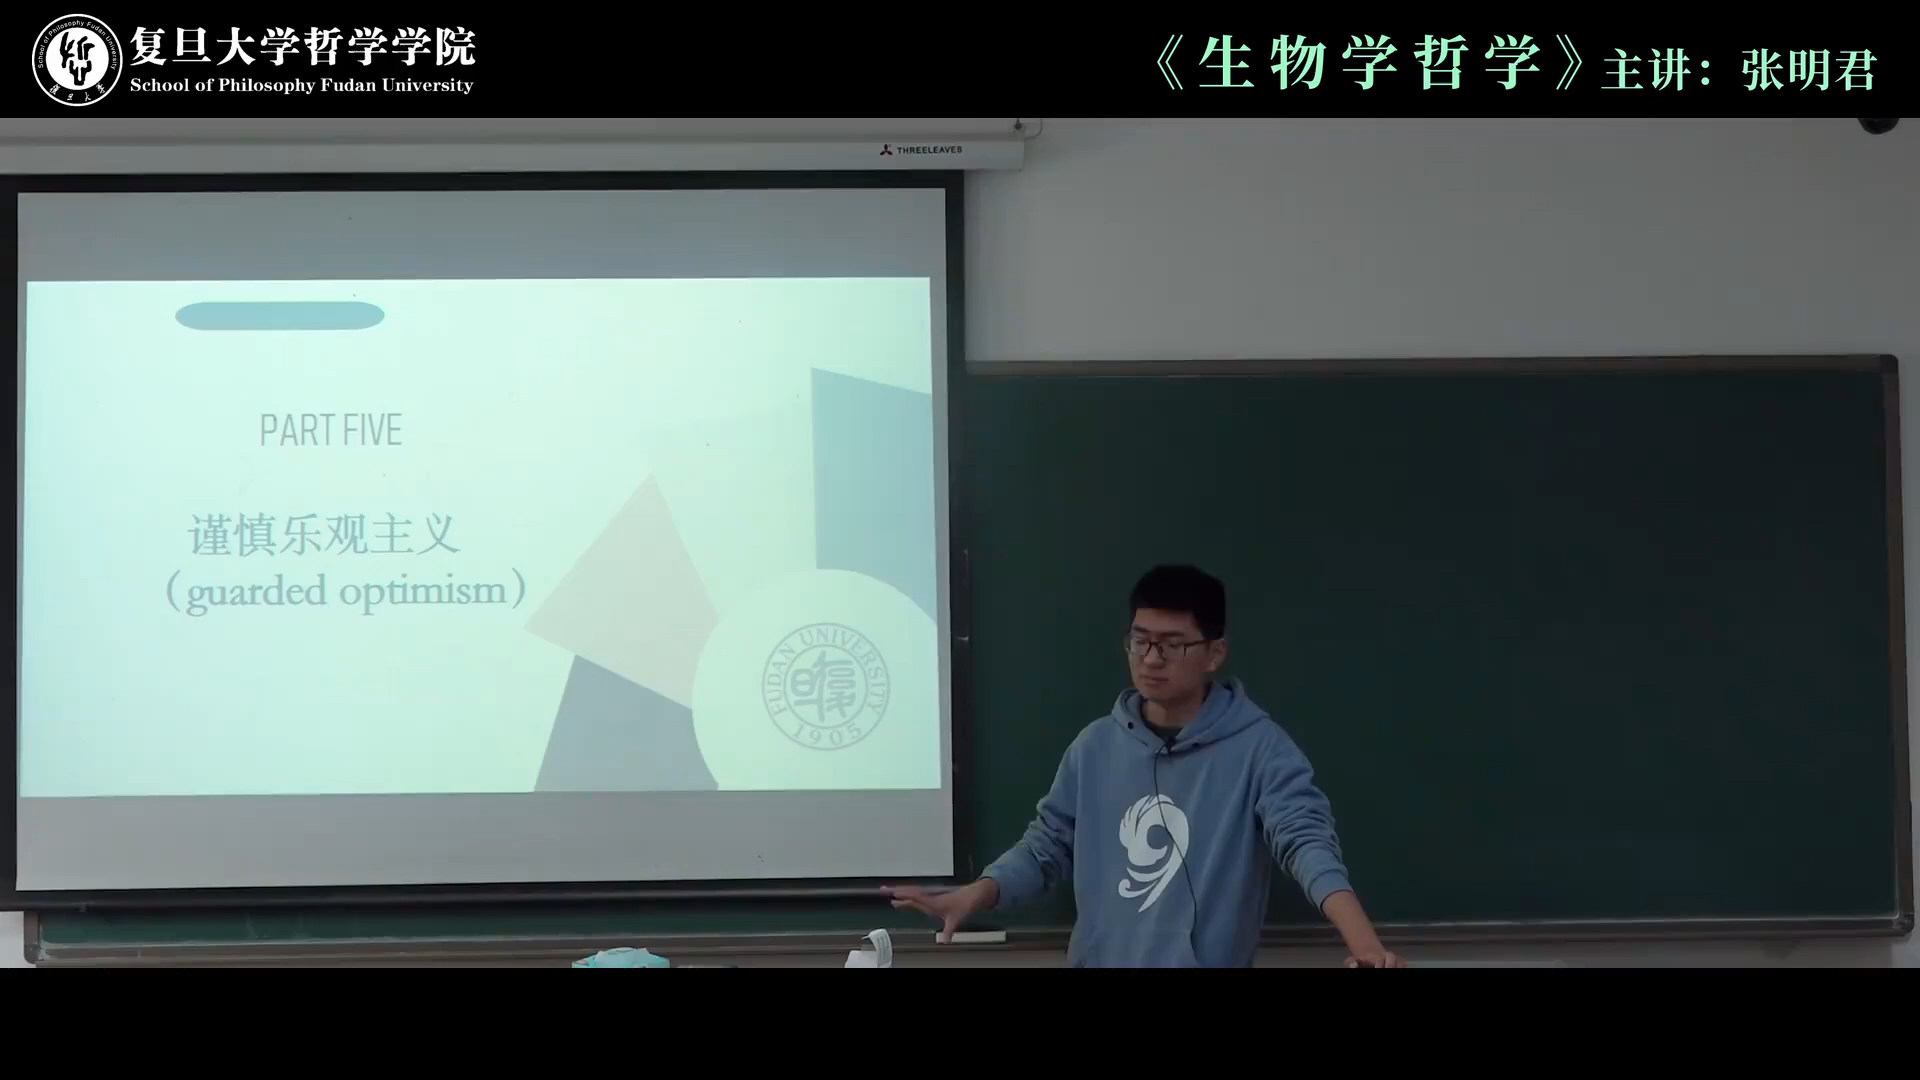 复旦大学哲学学院
School of Philosophy Fudan University
《生物学哲学》主讲：张明君
THREELEAVES
PART FIVE
谨慎乐观主义
（guarded optimism）
FUDAN UNIVERSITY
1905